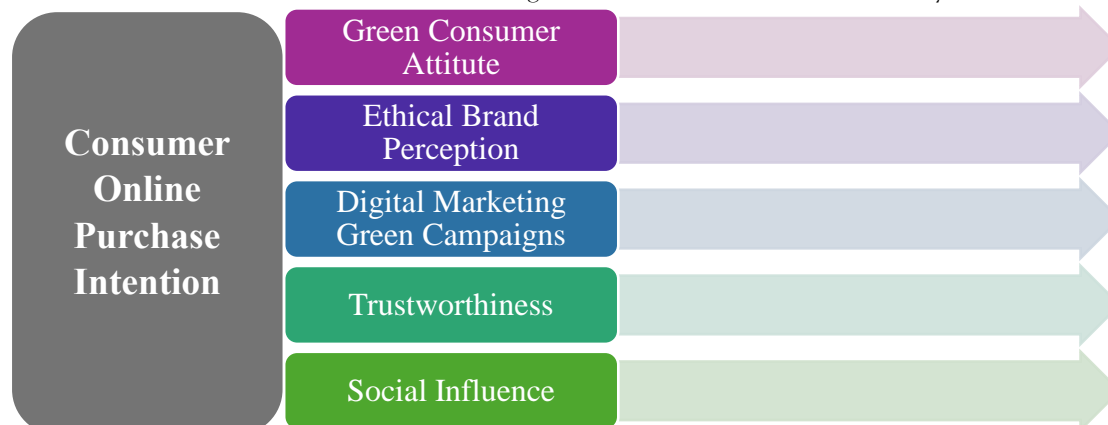 Consumer
Online
Purchase
Intention
Green Consumer
Attitute
Ethical Brand
Perception
Digital Marketing
Green Campaigns
Trustworthiness
Social Influence